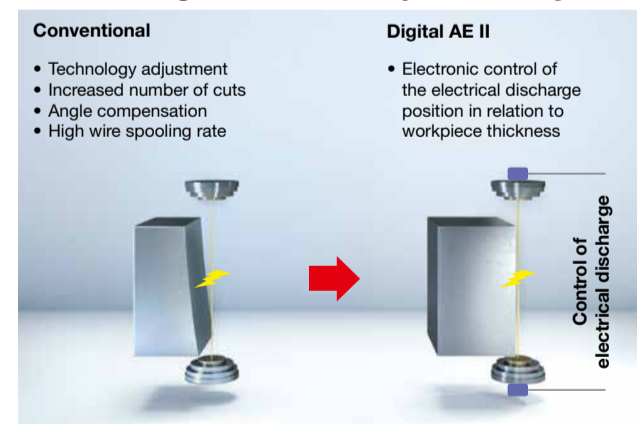 Conventional
• Technology adjustment
• Increased number of cuts
• Angle compensation
• High wire spooling rate
Digital AE II
• Electronic control of
the electrical discharge
position in relation to
workpiece thickness
Control of
electrical discharge